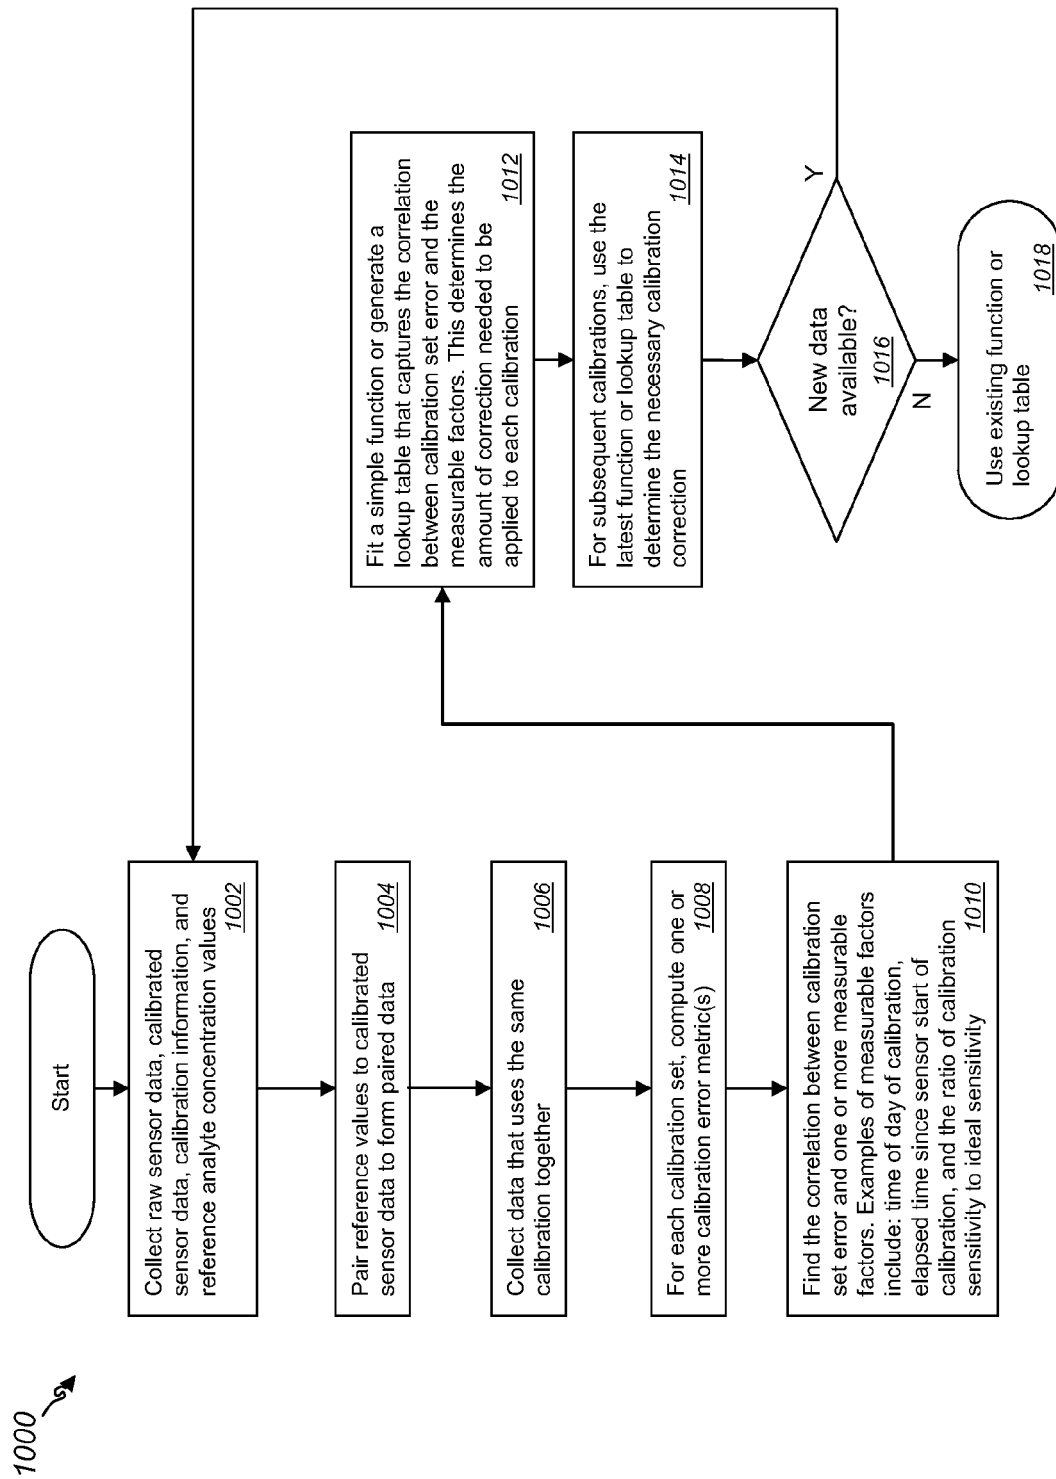 1000
Start
Collect raw sensor data, calibrated
sensor data, calibration information, and
reference analyte concentration values
1002
Pair reference values to calibrated
sensor data to form paired data
1004
Collect data that uses the same
calibration together
1006
For each calibration set, compute one or
more calibration error metric(s)
1008
Find the correlation between calibration
set error and one or more measurable
factors. Examples of measurable factors
include: time of day of calibration,
elapsed time since sensor start of
calibration, and the ratio of calibration
sensitivity to ideal sensitivity
1010
Fit a simple function or generate a
lookup table that captures the correlation
between calibration set error and the
measurable factors. This determines the
amount of correction needed to be
applied to each calibration
1012
For subsequent calibrations, use the
latest function or lookup table to
determine the necessary calibration
correction
1014
New data
available?
1016
Y
N
Use existing function or
lookup table
1018